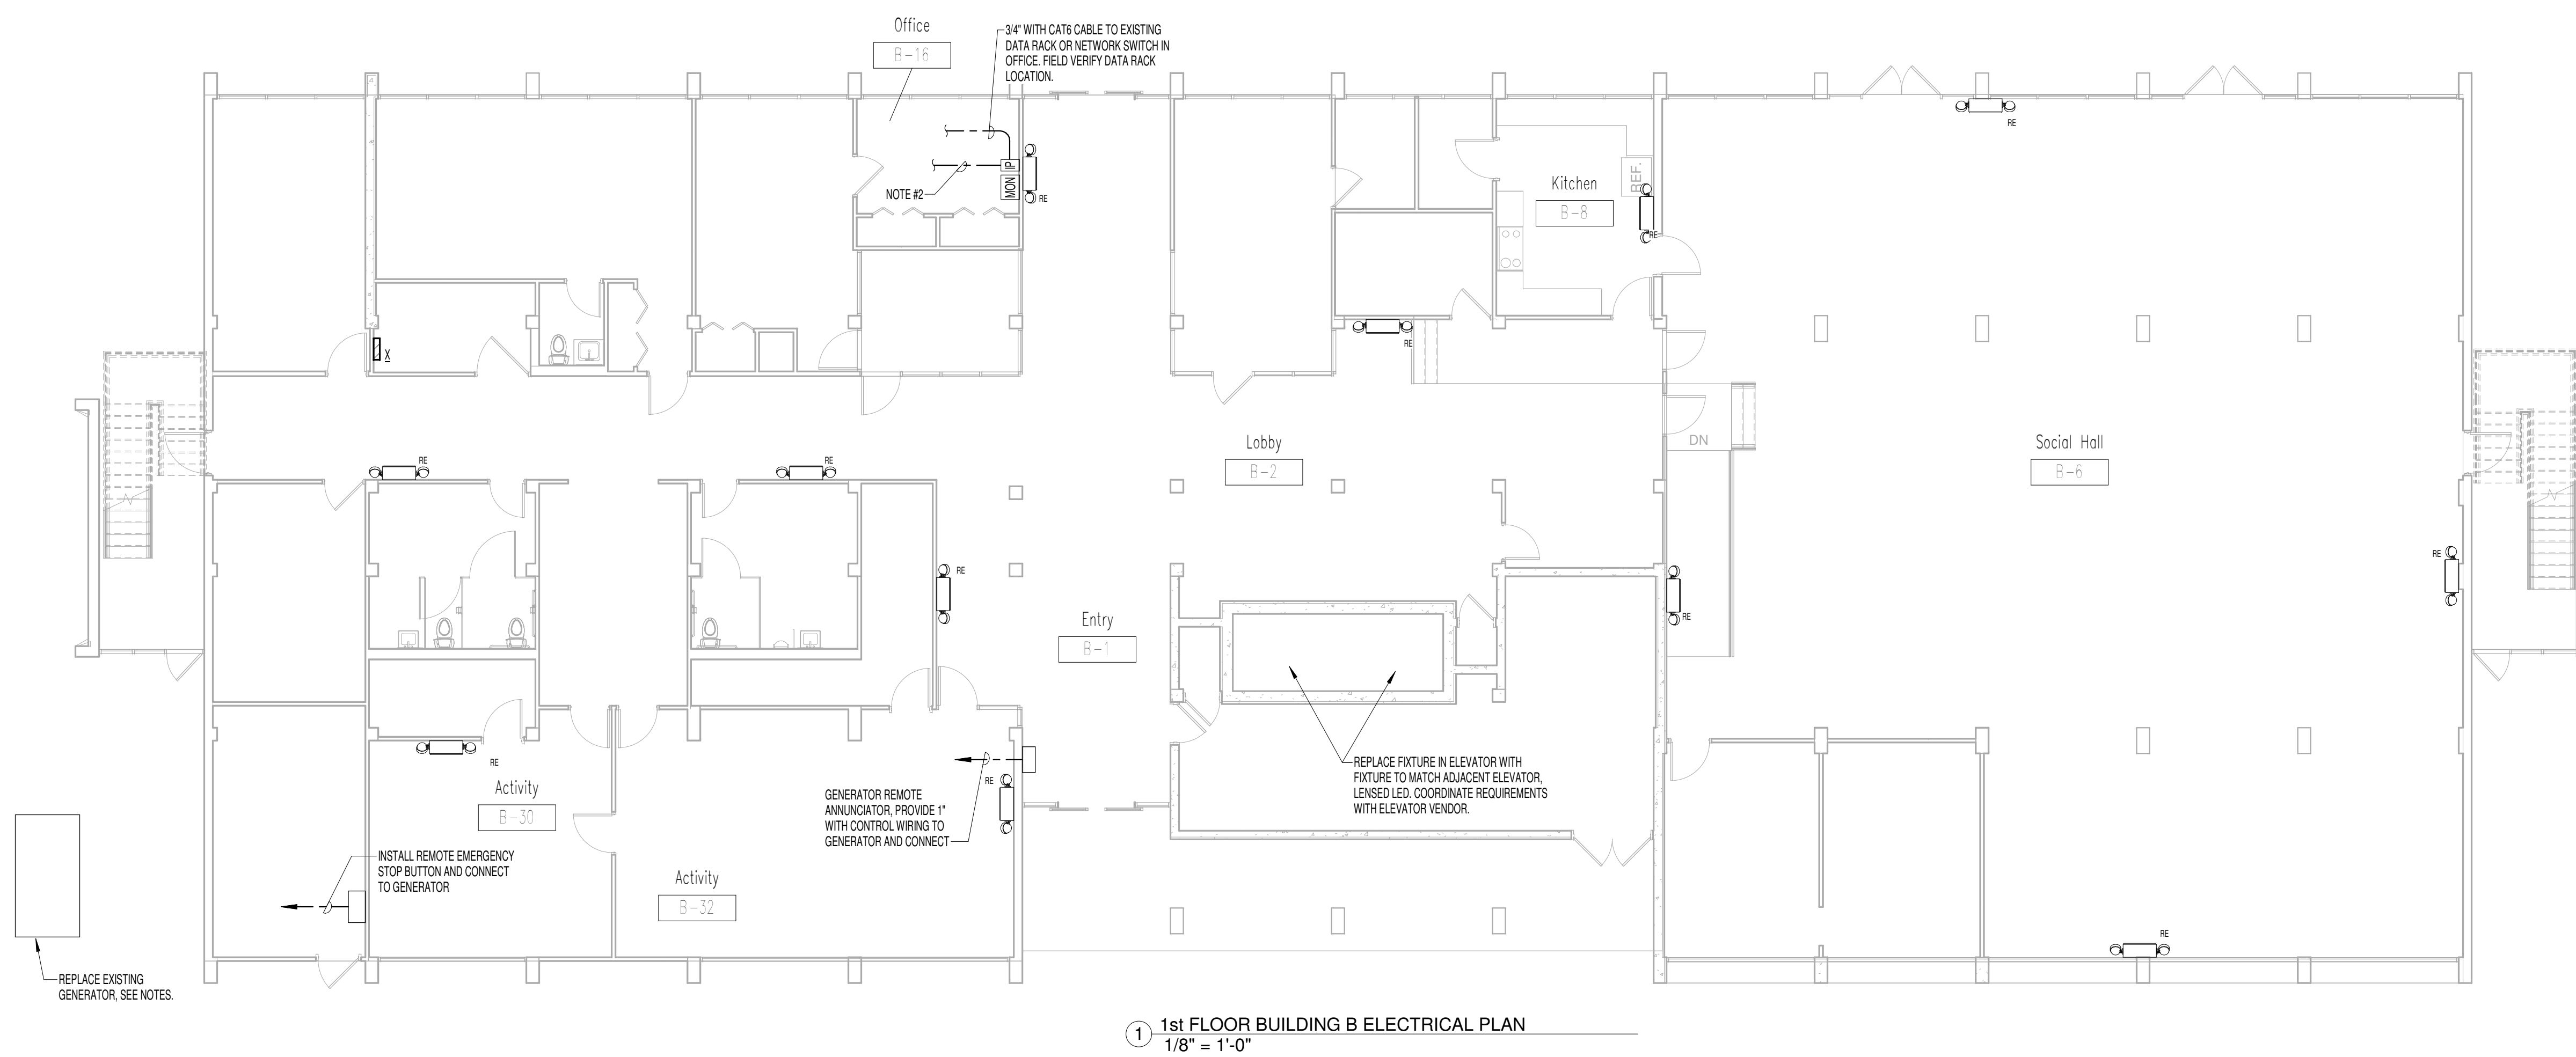 Office
B-16
3/4" WITH CAT6 CABLE TO EXISTING
DATA RACK OR NETWORK SWITCH IN
OFFICE. FIELD VERIFY DATA RACK
LOCATION.
RE
IP
MON
NOTE #2
RE
REF.
Kitchen
B-8
RE
RE
X
Lobby
B-2
DN
Social Hall
B-6
RE
RE
RE
RE
RE
Entry
B-1
REPLACE FIXTURE IN ELEVATOR WITH
FIXTURE TO MATCH ADJACENT ELEVATOR,
LENSED LED. COORDINATE REQUIREMENTS
WITH ELEVATOR VENDOR.
RE
Activity
B-30
RE
GENERATOR REMOTE
ANNUNCIATOR, PROVIDE 1"
WITH CONTROL WIRING TO
GENERATOR AND CONNECT
INSTALL REMOTE EMERGENCY
STOP BUTTON AND CONNECT
TO GENERATOR
Activity
B-32
RE
REPLACE EXISTING
GENERATOR, SEE NOTES.
1
1st FLOOR BUILDING B ELECTRICAL PLAN
1/8" = 1'-0"